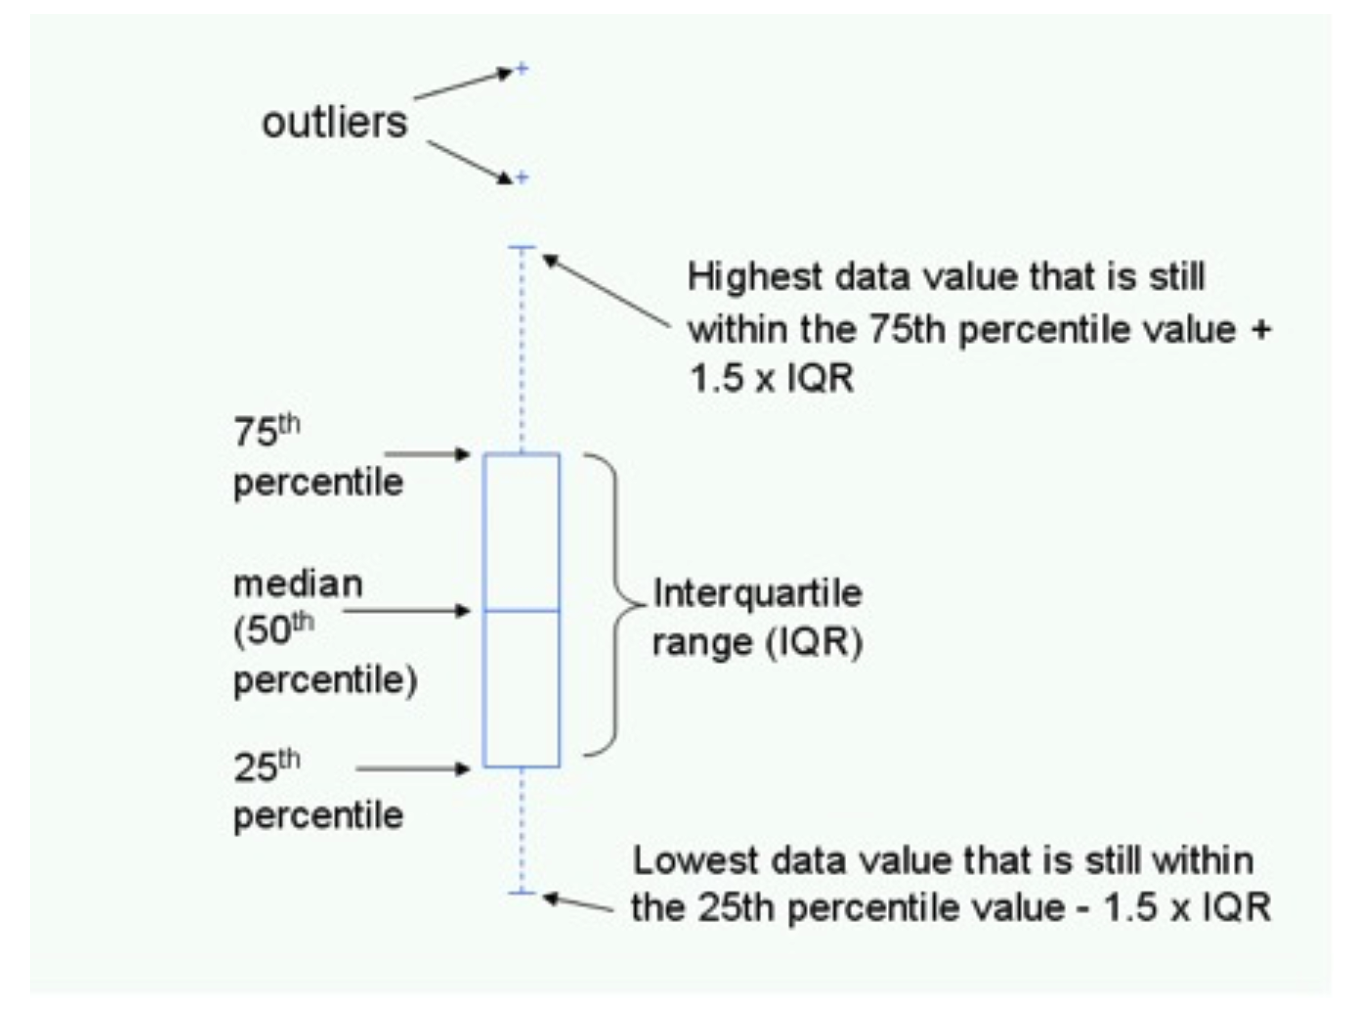 outliers
Highest data value that is still
within the 75th percentile value +
1.5 x IQR
75th
percentile
median
(50th
percentile)
Interquartile
range (IQR)
25th
percentile
Lowest data value that is still within
the 25th percentile value - 1.5 x IQR